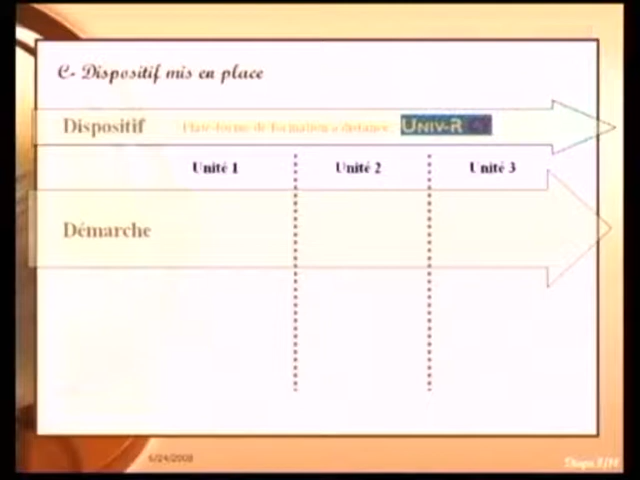 C- Dispositif mis en place
Dispositif Plate-forme de formation a distance UNIV-R
Unité 1 Unité 2 Unité 3
Démarche
6/24/2008